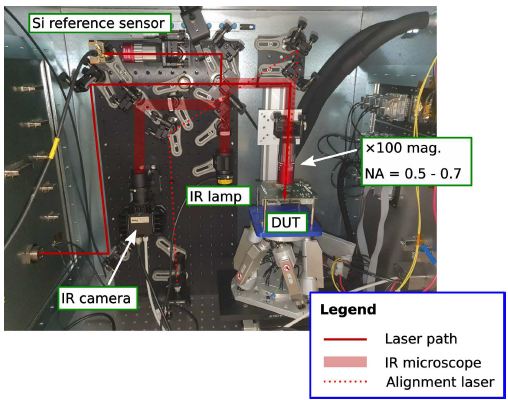 Si reference sensor
×100 mag.
NA = 0.5 - 0.7
IR lamp
DUT
IR camera
Legend
Laser path
IR microscope
Alignment laser